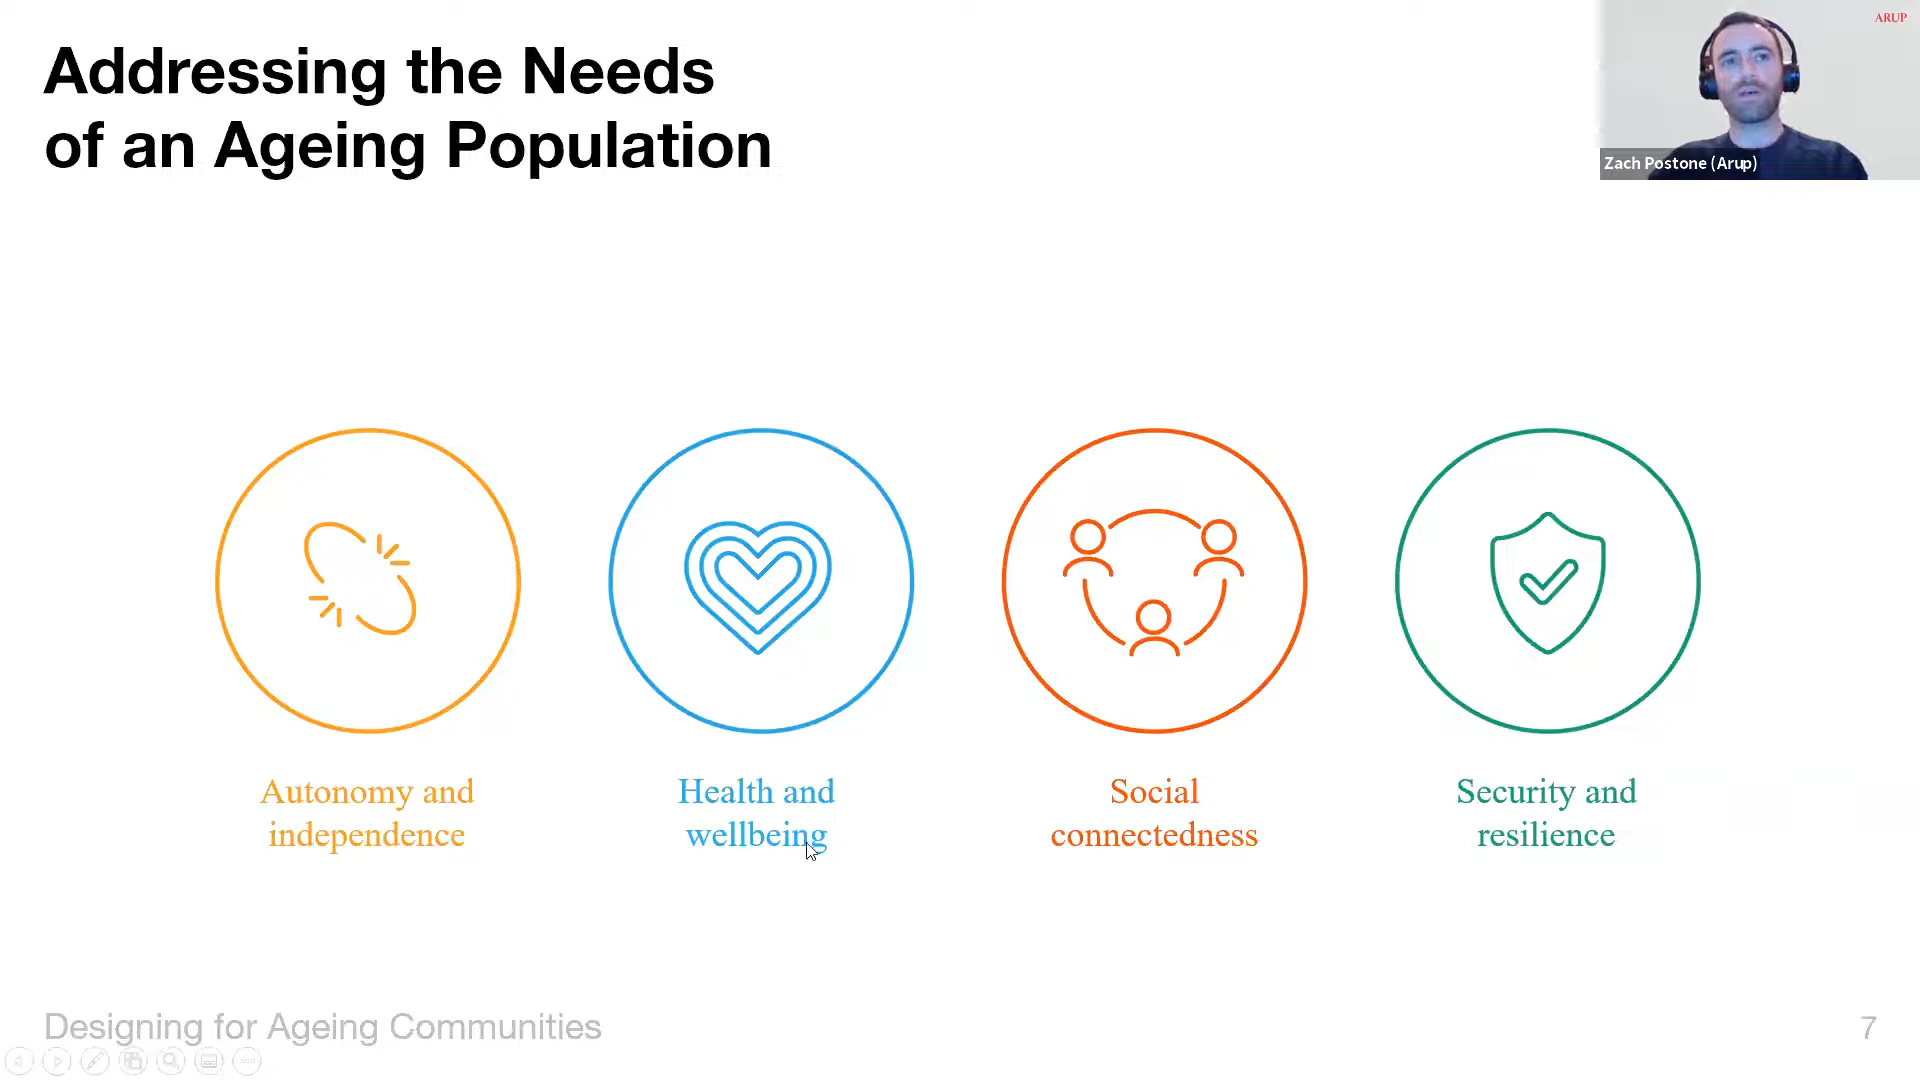 Addressing the Needs
of an Ageing Population
ARUP
Zach Postone (Arup)
Autonomy and
independence
Health and
wellbeing
Social
connectedness
Security and
resilience
Designing for Ageing Communities
7